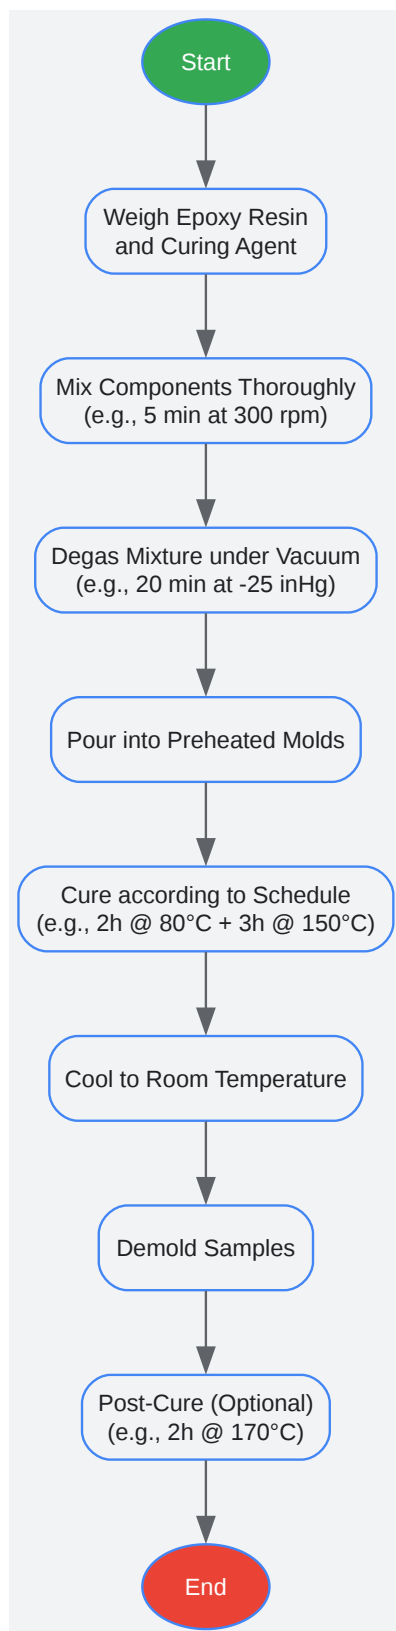 Start
Weigh Epoxy Resin
and Curing Agent
Mix Components Thoroughly
(e.g., 5 min at 300 rpm)
Degas Mixture under Vacuum
(e.g., 20 min at -25 inHg)
Pour into Preheated Molds
Cure according to Schedule
(e.g., 2h @ 80°C + 3h @ 150°C)
Cool to Room Temperature
Demold Samples
Post-Cure (Optional)
(e.g., 2h @ 170°C)
End